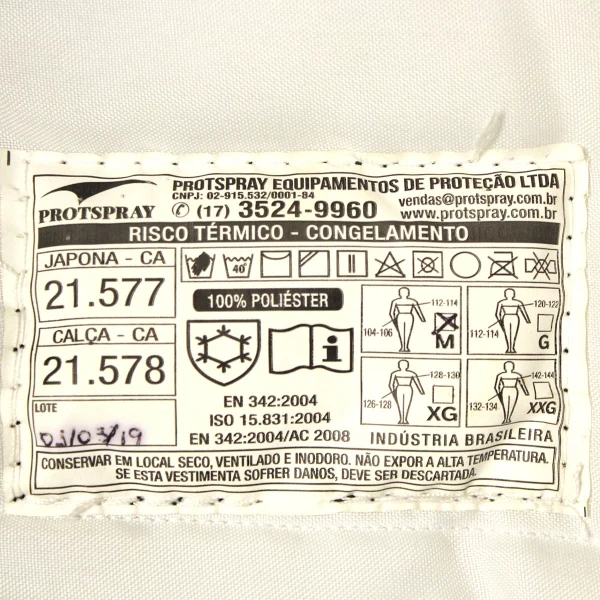 PROTSPRAY
PROTSPRAY EQUIPAMENTOS DE PROTEÇÃO LTDA
CNPJ: 02-915.532/0001-84
vendas@protspray.com.br
(17) 3524-9960
www.protspray.com.br
RISCO TÉRMICO - CONGELAMENTO
JAPONA - CA
21.577
CALÇA - CA
21.578
LOTE
/03/19
40
100% POLIÉSTER
i
EN 342:2004
ISO 15.831:2004
EN 342:2004/AC 2008
112-114
104-106
M
120-122
112-114
G
128-130
126-128
XG
142-144
132-134
XXG
INDÚSTRIA BRASILEIRA
CONSERVAR EM LOCAL SECO, VENTILADO E INODORO. NÃO EXPOR A ALTA TEMPERATURA.
SE ESTA VESTIMENTA SOFRER DANOS, DEVE SER DESCARTADA.